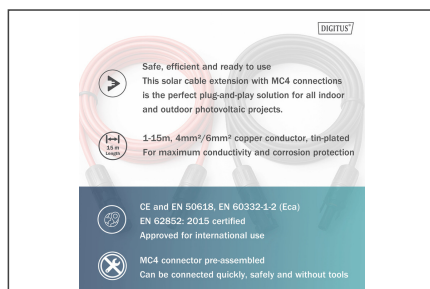 DIGITUS®
Safe, efficient and ready to use
This solar cable extension with MC4 connections
is the perfect plug-and-play solution for all indoor
and outdoor photovoltaic projects.
15 m
Length
1-15m, 4mm²/6mm² copper conductor, tin-plated
For maximum conductivity and corrosion protection
CE and EN 50618, EN 60332-1-2 (Eca)
EN 62852: 2015 certified
Approved for international use
MC4 connector pre-assembled
Can be connected quickly, safely and without tools